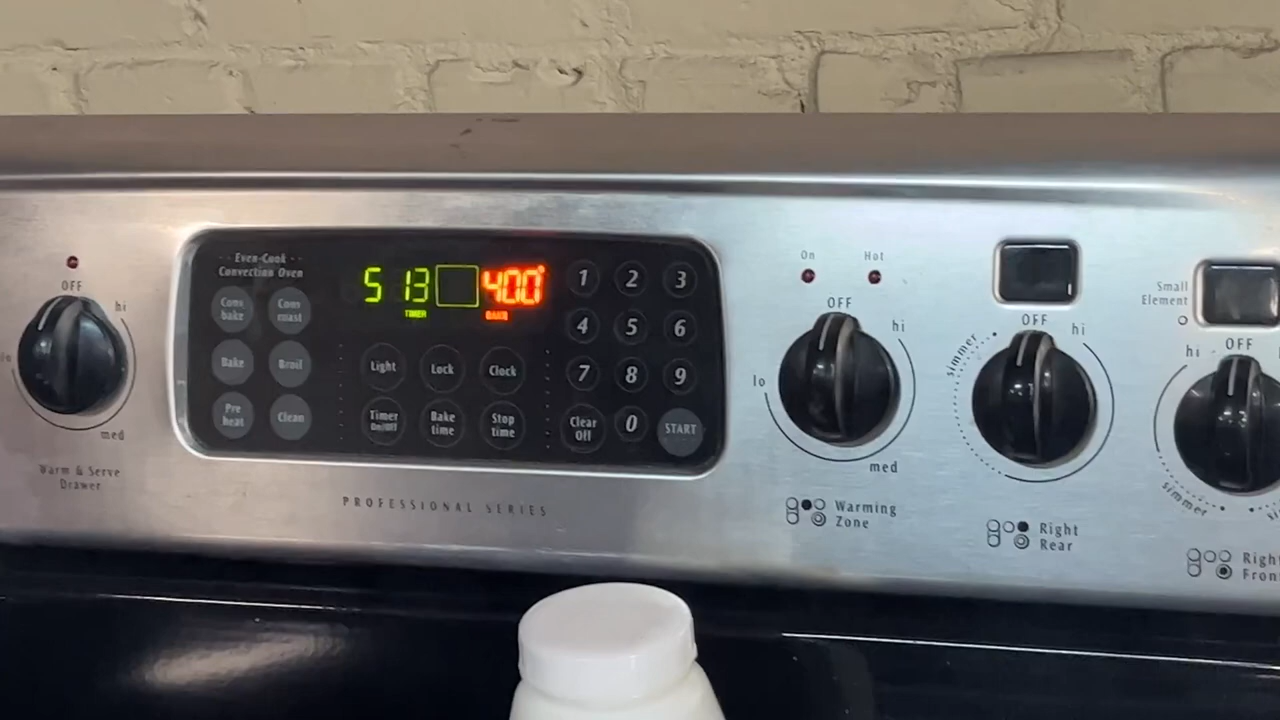 Even-Cook
Convection Oven
Conv bake
Conv roast
Bake
Broil
Pre heat
Clean
5 13
TIMER
400°
BAKE
Light
Lock
Clock
Timer On/Off
Bake time
Stop time
1 2 3
4 5 6
7 8 9
Clear Off
0
START
PROFESSIONAL SERIES
OFF
hi
lo
med
Warm & Serve
Drawer
On
Hot
OFF
hi
lo
med
Warming
Zone
OFF
hi
simmer
Right
Rear
Small
Element
OFF
hi
simmer
Right
Fron